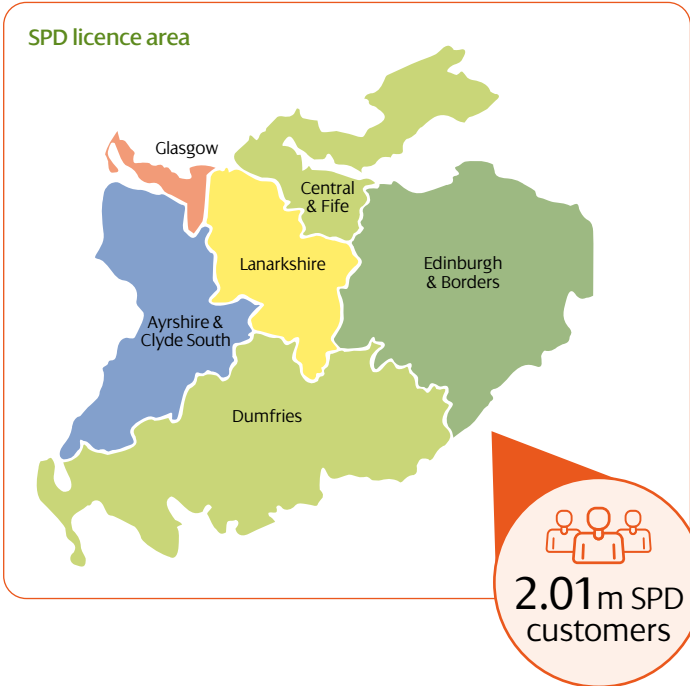 SPD licence area
Glasgow
Central
& Fife
Lanarkshire
Edinburgh
& Borders
Ayrshire &
Clyde South
Dumfries
2.01m SPD
customers